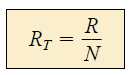 R_T = R/N